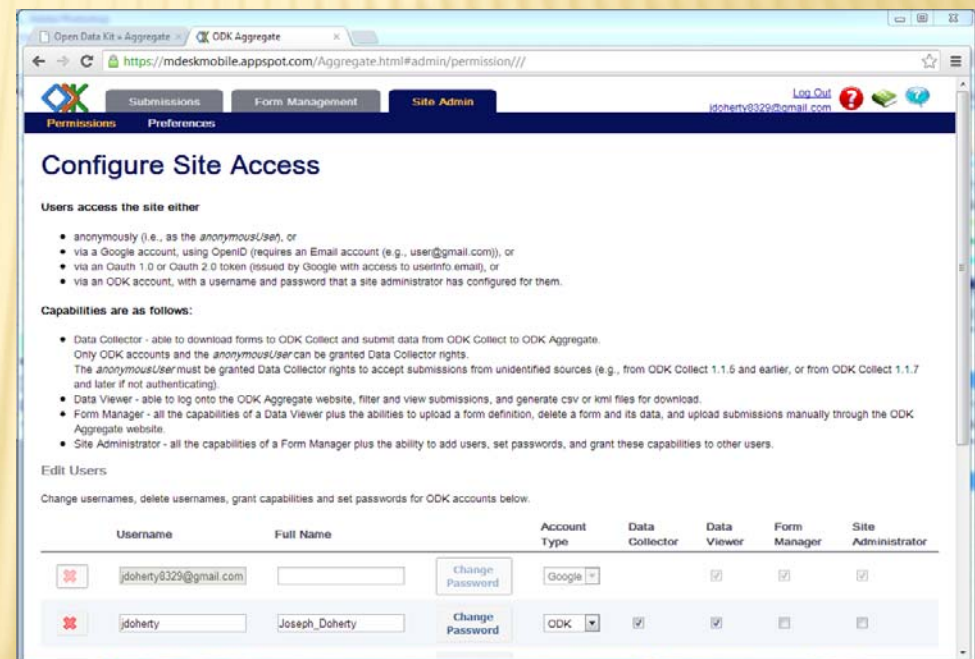 Open Data Kit » Aggregate
ODK Aggregate
https://mdeskmobile.appspot.com/Aggregate.html#admin/permission///
Submissions
Form Management
Site Admin
Log Out
jdoherty8329@gmail.com
Permissions
Preferences
Configure Site Access
Users access the site either
• anonymously (i.e., as the anonymousUser), or
• via a Google account, using OpenID (requires an Email account (e.g., user@gmail.com)), or
• via an Oauth 1.0 or Oauth 2.0 token (issued by Google with access to userinfo.email), or
• via an ODK account, with a username and password that a site administrator has configured for them.
Capabilities are as follows:
• Data Collector - able to download forms to ODK Collect and submit data from ODK Collect to ODK Aggregate.
Only ODK accounts and the anonymousUser can be granted Data Collector rights.
The anonymousUser must be granted Data Collector rights to accept submissions from unidentified sources (e.g., from ODK Collect 1.1.5 and earlier, or from ODK Collect 1.1.7
and later if not authenticating).
• Data Viewer - able to log onto the ODK Aggregate website, filter and view submissions, and generate csv or kml files for download.
• Form Manager - all the capabilities of a Data Viewer plus the abilities to upload a form definition, delete a form and its data, and upload submissions manually through the ODK
Aggregate website.
• Site Administrator - all the capabilities of a Form Manager plus the ability to add users, set passwords, and grant these capabilities to other users.
Edit Users
Change usernames, delete usernames, grant capabilities and set passwords for ODK accounts below.
Username
Full Name
Account
Type
Data
Collector
Data
Viewer
Form
Manager
Site
Administrator
jdoherty8329@gmail.com
Change
Password
Google
jdoherty
Joseph_Doherty
Change
Password
ODK